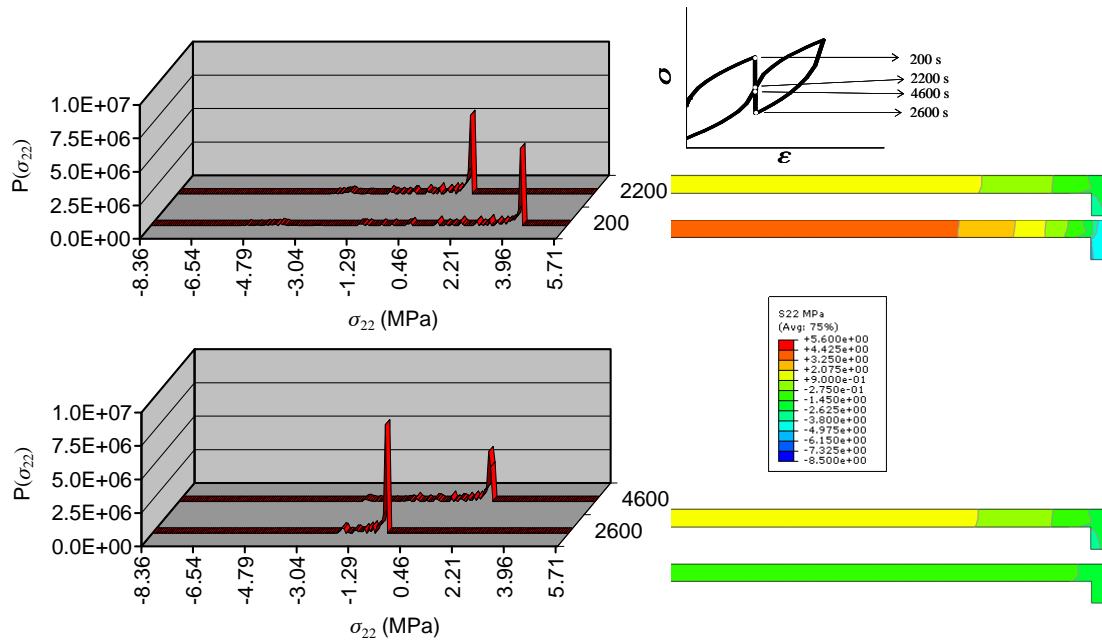 1.0E+07
7.5E+06
5.0E+06
2.5E+06
0.0E+00
P(σ22)
-8.36
-6.54
-4.79
-3.04
-1.29
0.46
2.21
3.96
5.71
σ22 (MPa)
2200
200
σ
ε
200 s
2200 s
4600 s
2600 s
S22 MPa
(Avg: 75%)
+5.600e+00
+4.425e+00
+3.250e+00
+2.075e+00
+9.000e-01
-2.750e-01
-1.450e+00
-2.625e+00
-3.800e+00
-4.975e+00
-6.150e+00
-7.325e+00
-8.500e+00
1.0E+07
7.5E+06
5.0E+06
2.5E+06
0.0E+00
P(σ22)
-8.36
-6.54
-4.79
-3.04
-1.29
0.46
2.21
3.96
5.71
σ22 (MPa)
4600
2600